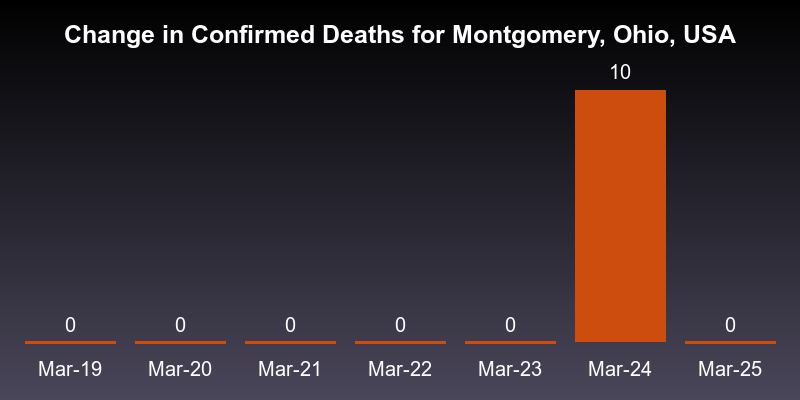 Change in Confirmed Deaths for Montgomery, Ohio, USA
10
0 0 0 0 0 0
Mar-19 Mar-20 Mar-21 Mar-22 Mar-23 Mar-24 Mar-25